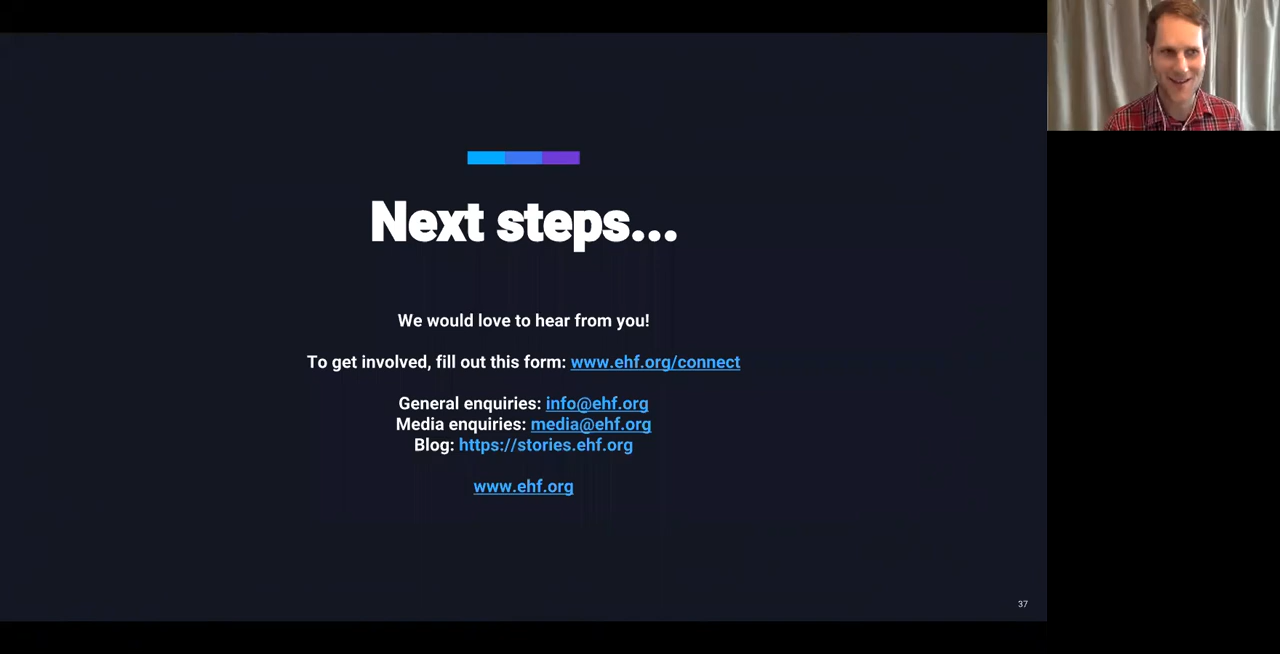 Next steps...
We would love to hear from you!
To get involved, fill out this form: www.ehf.org/connect
General enquiries: info@ehf.org
Media enquiries: media@ehf.org
Blog: https://stories.ehf.org
www.ehf.org
37